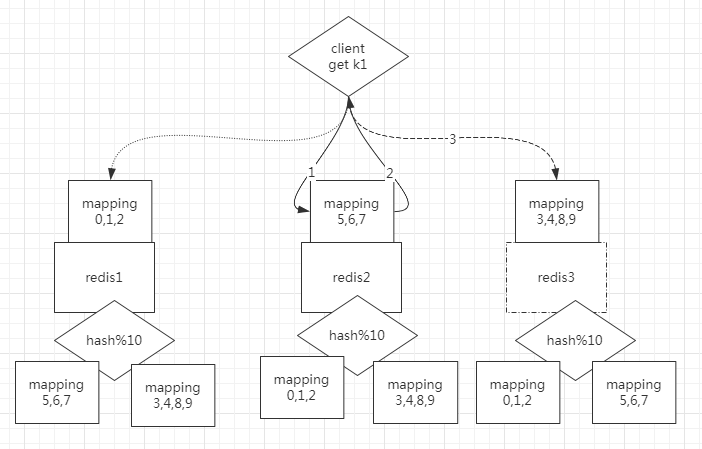 client
get k1
3
1
2
mapping
0,1,2
mapping
5,6,7
mapping
3,4,8,9
redis1
redis2
redis3
hash%10
hash%10
hash%10
mapping
5,6,7
mapping
3,4,8,9
mapping
0,1,2
mapping
3,4,8,9
mapping
0,1,2
mapping
5,6,7